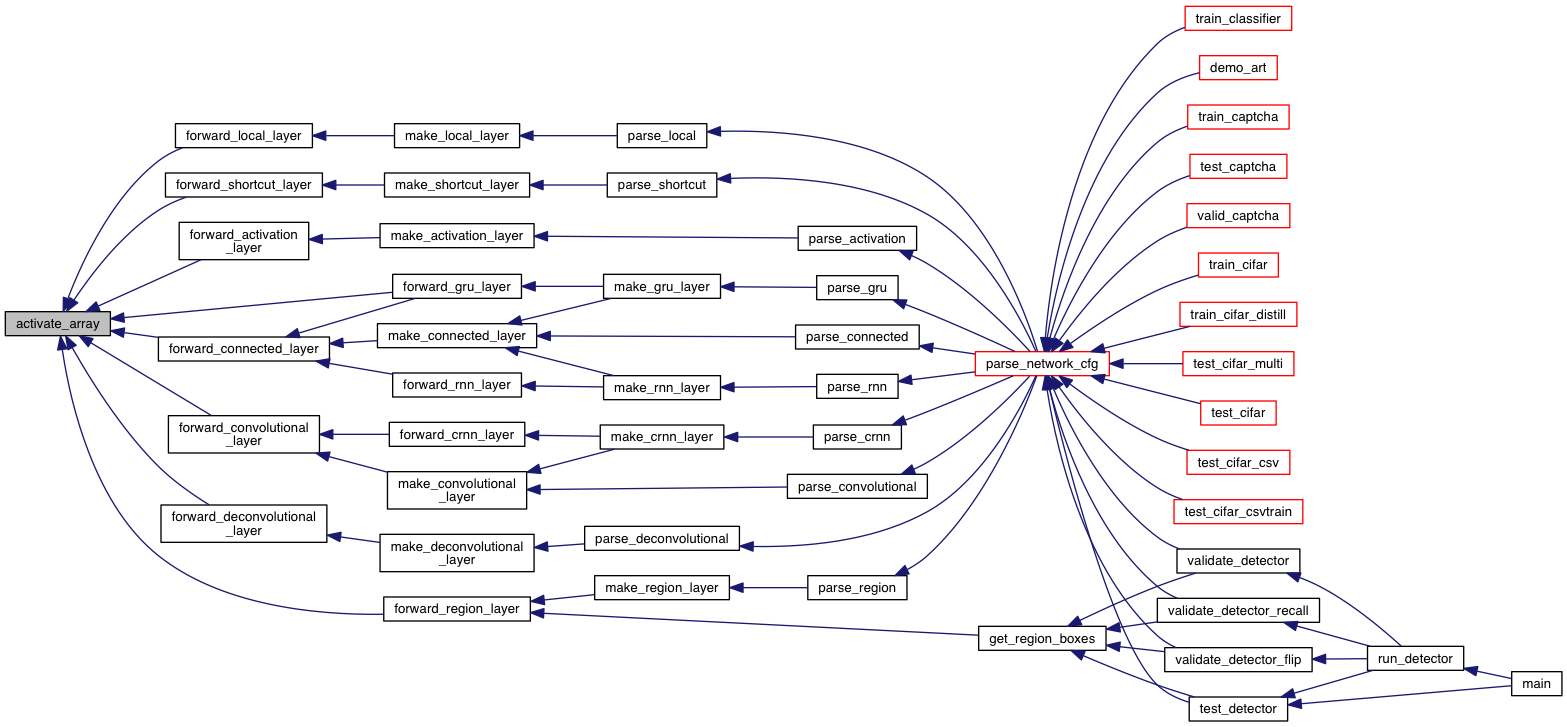 activate_array
forward_local_layer
forward_shortcut_layer
forward_activation
_layer
forward_gru_layer
forward_connected_layer
forward_rnn_layer
forward_convolutional
_layer
forward_crnn_layer
forward_deconvolutional
_layer
forward_region_layer
make_local_layer
make_shortcut_layer
make_activation_layer
make_gru_layer
make_connected_layer
make_rnn_layer
make_crnn_layer
make_convolutional
_layer
make_deconvolutional
_layer
make_region_layer
parse_local
parse_shortcut
parse_activation
parse_gru
parse_connected
parse_rnn
parse_crnn
parse_convolutional
parse_deconvolutional
parse_region
parse_network_cfg
get_region_boxes
train_classifier
demo_art
train_captcha
test_captcha
valid_captcha
train_cifar
train_cifar_distill
test_cifar_multi
test_cifar
test_cifar_csv
test_cifar_csvtrain
validate_detector
validate_detector_recall
validate_detector_flip
test_detector
run_detector
main